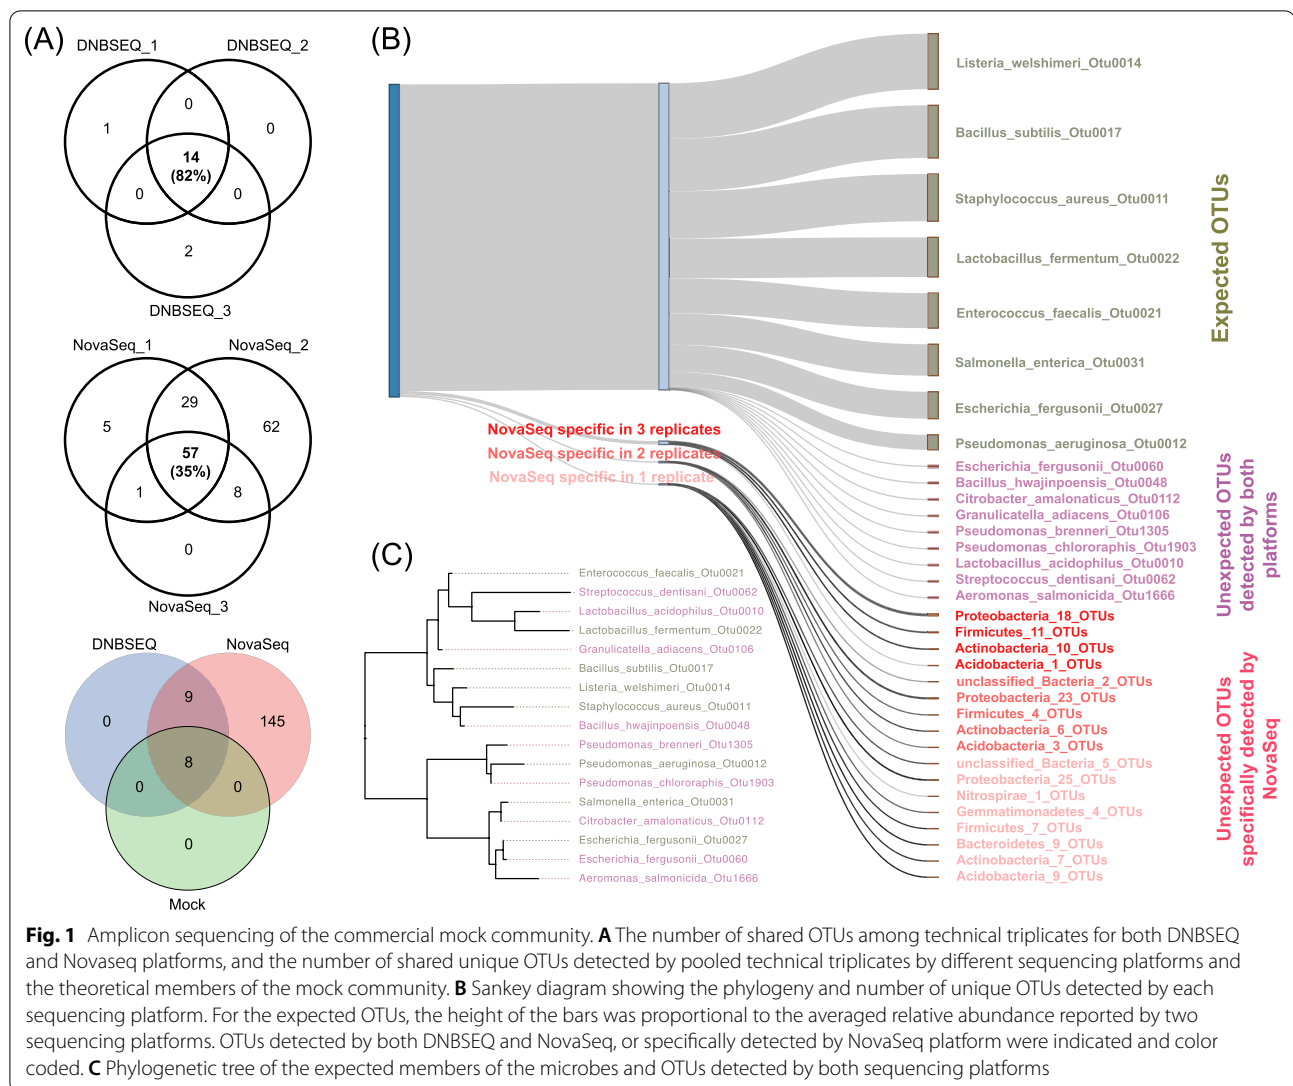 (A)
DNBSEQ_1
DNBSEQ_2
0
1
0
14
(82%)
0
0
2
DNBSEQ_3
NovaSeq_1
NovaSeq_2
29
5
62
57
(35%)
1
8
0
NovaSeq_3
DNBSEQ
NovaSeq
9
0
145
8
0
0
0
Mock
(B)
Listeria_welshimeri_Otu0014
Bacillus_subtilis_Otu0017
Staphylococcus_aureus_Otu0011
Lactobacillus_fermentum_Otu0022
Enterococcus_faecalis_Otu0021
Salmonella_enterica_Otu0031
Escherichia_fergusonii_Otu0027
Pseudomonas_aeruginosa_Otu0012
Escherichia_fergusonii_Otu0060
Bacillus_hwajinpoensis_Otu0048
Citrobacter_amalonaticus_Otu0112
Granulicatella_adiacens_Otu0106
Pseudomonas_brenneri_Otu1305
Pseudomonas_chlororaphis_Otu1903
Lactobacillus_acidophilus_Otu0010
Streptococcus_dentisani_Otu0062
Aeromonas_salmonicida_Otu1666
Proteobacteria_18_OTUs
Firmicutes_11_OTUs
Actinobacteria_10_OTUs
Acidobacteria_1_OTUs
unclassified_Bacteria_2_OTUs
Proteobacteria_23_OTUs
Firmicutes_4_OTUs
Actinobacteria_6_OTUs
Acidobacteria_3_OTUs
unclassified_Bacteria_5_OTUs
Proteobacteria_25_OTUs
Nitrospirae_1_OTUs
Gemmatimonadetes_4_OTUs
Firmicutes_7_OTUs
Bacteroidetes_9_OTUs
Actinobacteria_7_OTUs
Acidobacteria_9_OTUs
NovaSeq specific in 3 replicates
NovaSeq specific in 2 replicates
NovaSeq specific in 1 replicate
Expected OTUs
Unexpected OTUs
detected by both
platforms
Unexpected OTUs
specifically detected by
NovaSeq
(C)
Enterococcus_faecalis_Otu0021
Streptococcus_dentisani_Otu0062
Lactobacillus_acidophilus_Otu0010
Lactobacillus_fermentum_Otu0022
Granulicatella_adiacens_Otu0106
Bacillus_subtilis_Otu0017
Listeria_welshimeri_Otu0014
Staphylococcus_aureus_Otu0011
Bacillus_hwajinpoensis_Otu0048
Pseudomonas_brenneri_Otu1305
Pseudomonas_aeruginosa_Otu0012
Pseudomonas_chlororaphis_Otu1903
Salmonella_enterica_Otu0031
Citrobacter_amalonaticus_Otu0112
Escherichia_fergusonii_Otu0027
Escherichia_fergusonii_Otu0060
Aeromonas_salmonicida_Otu1666
Fig. 1 Amplicon sequencing of the commercial mock community. A The number of shared OTUs among technical triplicates for both DNBSEQ
and Novaseq platforms, and the number of shared unique OTUs detected by pooled technical triplicates by different sequencing platforms and
the theoretical members of the mock community. B Sankey diagram showing the phylogeny and number of unique OTUs detected by each
sequencing platform. For the expected OTUs, the height of the bars was proportional to the averaged relative abundance reported by two
sequencing platforms. OTUs detected by both DNBSEQ and NovaSeq, or specifically detected by NovaSeq platform were indicated and color
coded. C Phylogenetic tree of the expected members of the microbes and OTUs detected by both sequencing platforms